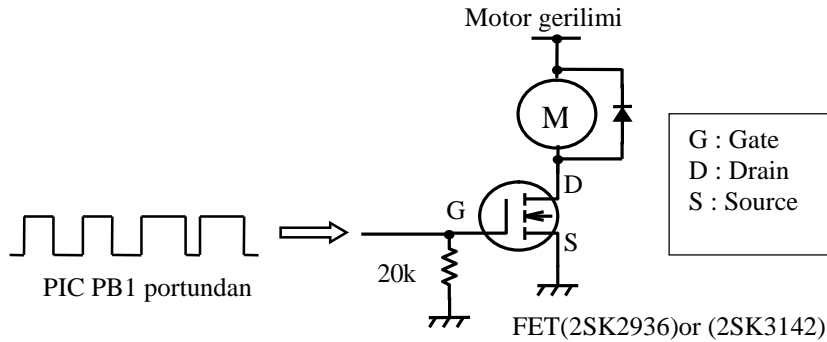 Motor gerilimi
M
G : Gate
D : Drain
S : Source
D
G
S
20k
PIC PB1 portundan
FET(2SK2936)or (2SK3142)